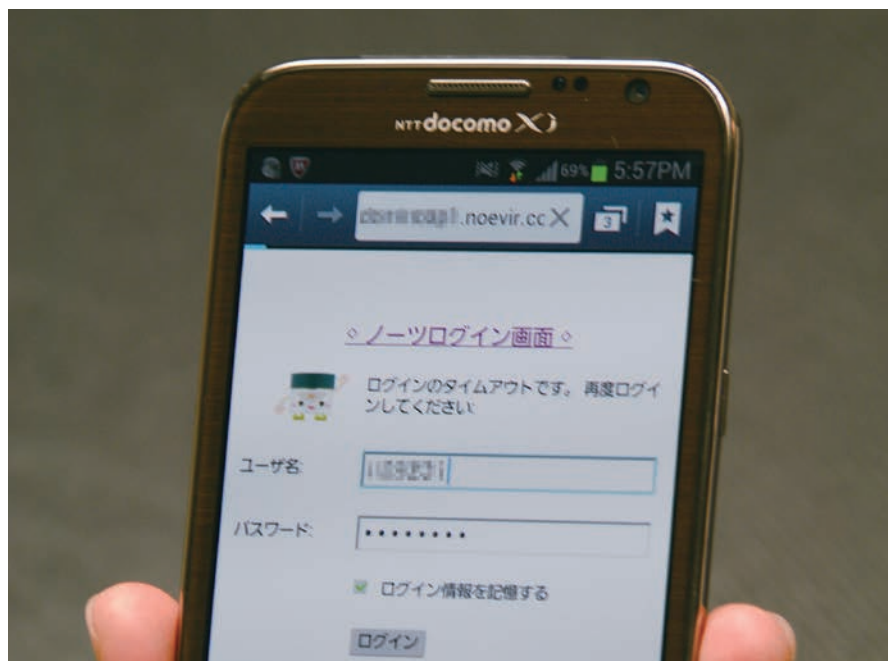 NTT docomo Xi
69% 5:57PM
.noevir.cc X 3
◇ ノーツログイン画面 ◇
ログインのタイムアウトです。 再度ログイ
ンしてください:
ユーザ名:
パスワード: ••••••••
ログイン情報を記憶する
ログイン